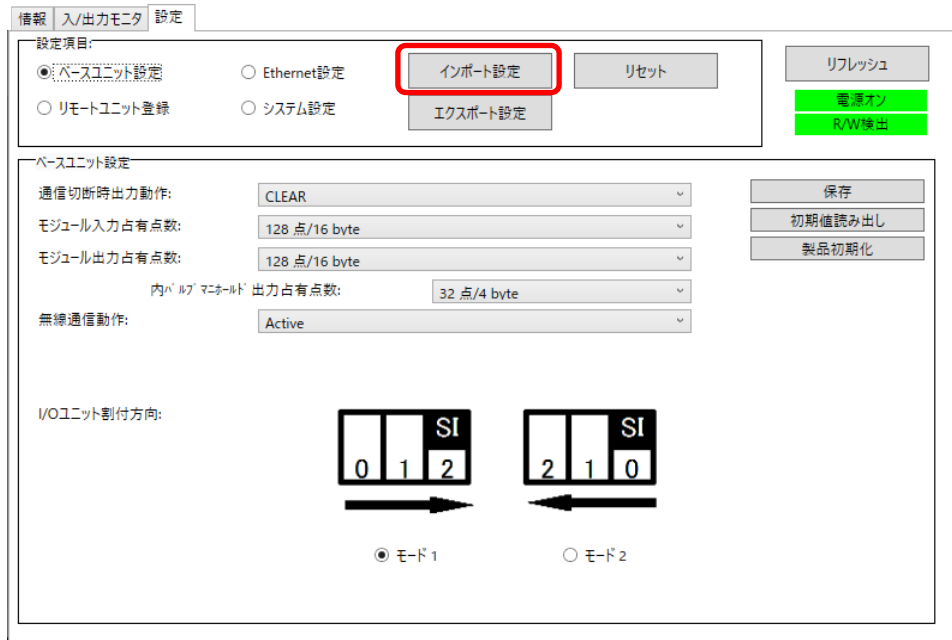 情報 入/出力モニタ 設定
設定項目:
ベースユニット設定 Ethernet設定 インポート設定 リセット リフレッシュ
リモートユニット登録 システム設定 エクスポート設定 電源オン
R/W検出
ベースユニット設定
通信切断時出力動作: CLEAR 保存
モジュール入力占有点数: 128 点/16 byte 初期値読み出し
モジュール出力占有点数: 128 点/16 byte 製品初期化
内ﾊﾞﾙﾌﾞﾏﾆﾎｰﾙﾄﾞ出力占有点数: 32 点/4 byte
無線通信動作: Active
I/Oユニット割付方向:
SI SI
0 1 2 2 1 0
モード 1 モード 2